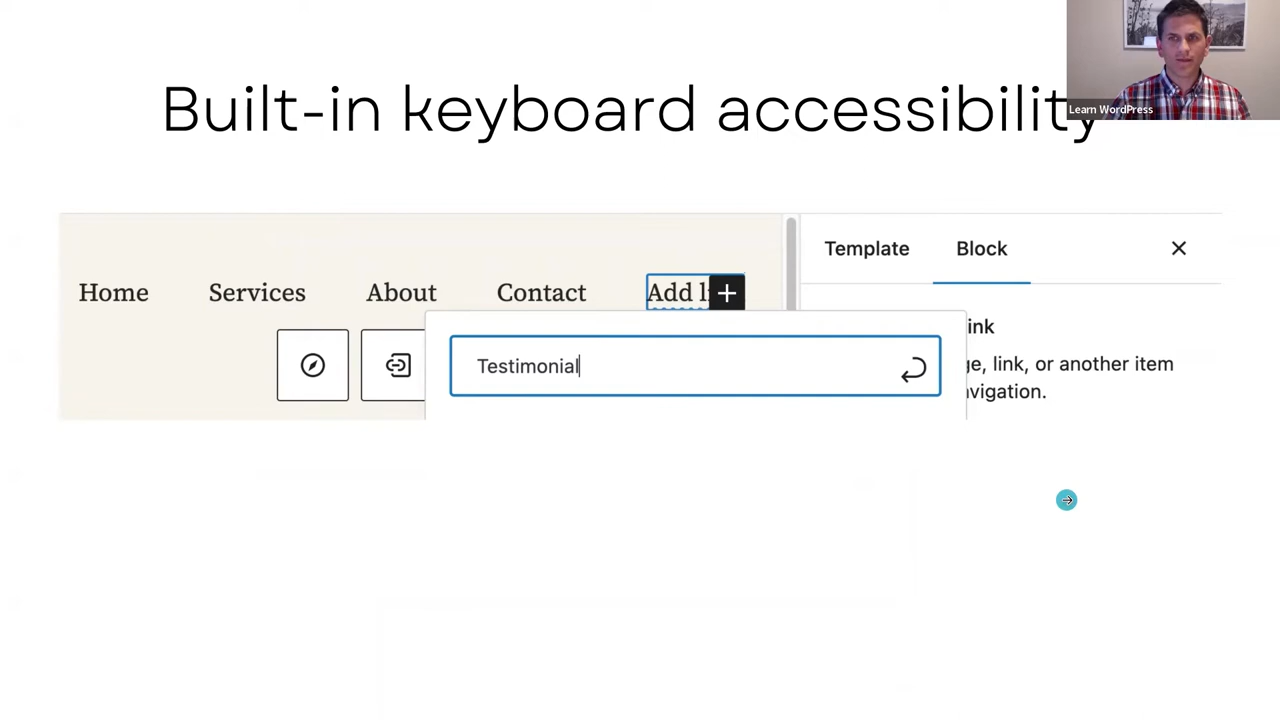 Built-in keyboard accessibility
Learn WordPress
Template Block
Home Services About Contact Add l
ink
Testimonial
ge, link, or another item
avigation.